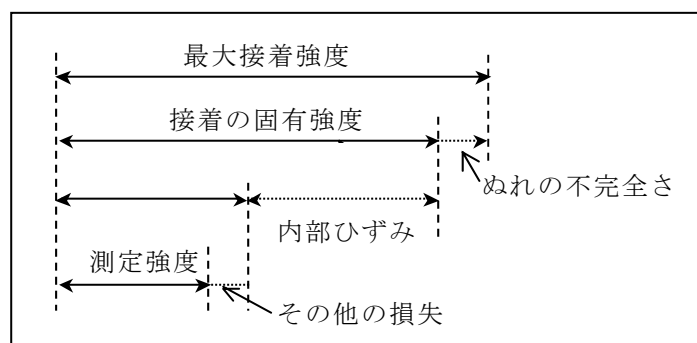 最大接着強度
接着の固有強度
ぬれの不完全さ
内部ひずみ
測定強度
その他の損失